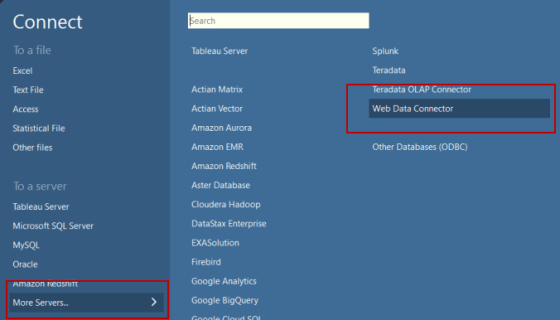 Connect
To a file
Excel
Text File
Access
Statistical File
Other files
To a server
Tableau Server
Microsoft SQL Server
MySQL
Oracle
Amazon Redshift
More Servers...
Search
Tableau Server
Actian Matrix
Actian Vector
Amazon Aurora
Amazon EMR
Amazon Redshift
Aster Database
Cloudera Hadoop
DataStax Enterprise
EXASolution
Firebird
Google Analytics
Google BigQuery
Google Cloud SQL
Splunk
Teradata
Teradata OLAP Connector
Web Data Connector
Other Databases (ODBC)